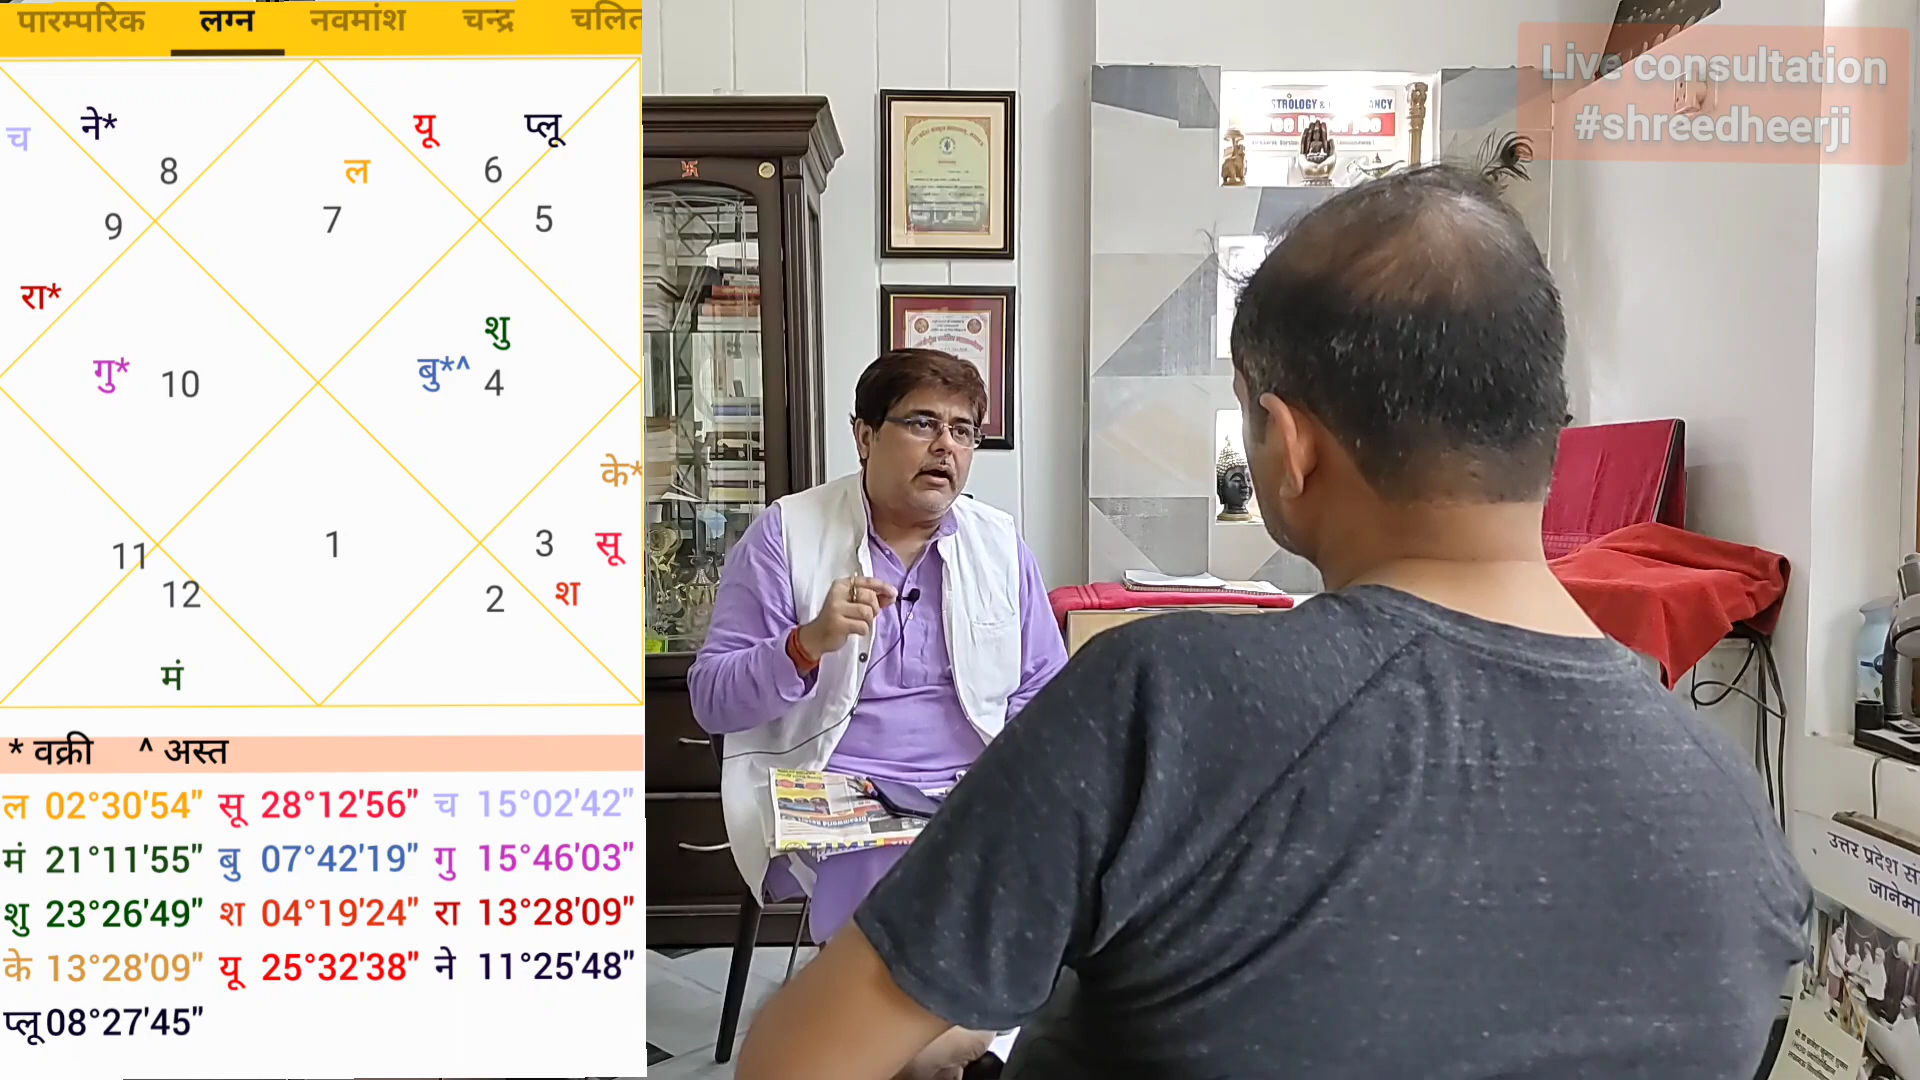 पारम्परिक लग्न नवमांश चन्द्र चलित
च ने* 8 9
ल 7
यू प्लू 6 5
रा* गु* 10
शु बु*^ 4
11 12 मं
1
के* 3 सू 2 श
* वक्री ^ अस्त
ल 02°30'54" सू 28°12'56" च 15°02'42"
मं 21°11'55" बु 07°42'19" गु 15°46'03"
शु 23°26'49" श 04°19'24" रा 13°28'09"
के 13°28'09" यू 25°32'38" ने 11°25'48"
प्लू 08°27'45"
Live consultation
#shreedheerji
उत्तर प्रदेश